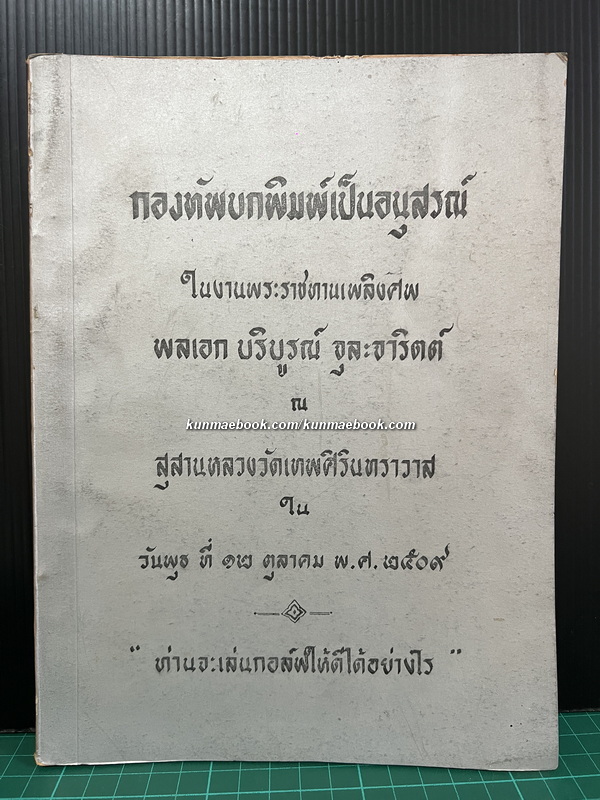 กองทัพบกพิมพ์เป็นอนุสรณ์
ในงานพระราชทานเพลิงศพ
พลเอก บริบูรณ์ จุละจาริตต์
ณ
kunmaebook.com/kunmaebook.com
สุสานหลวงวัดเทพศิรินทราวาส
ใน
วันพุธ ที่ ๑๒ ตุลาคม พ.ศ. ๒๕๐๙
" ท่านจะเล่นกอล์ฟให้ดีได้อย่างไร "